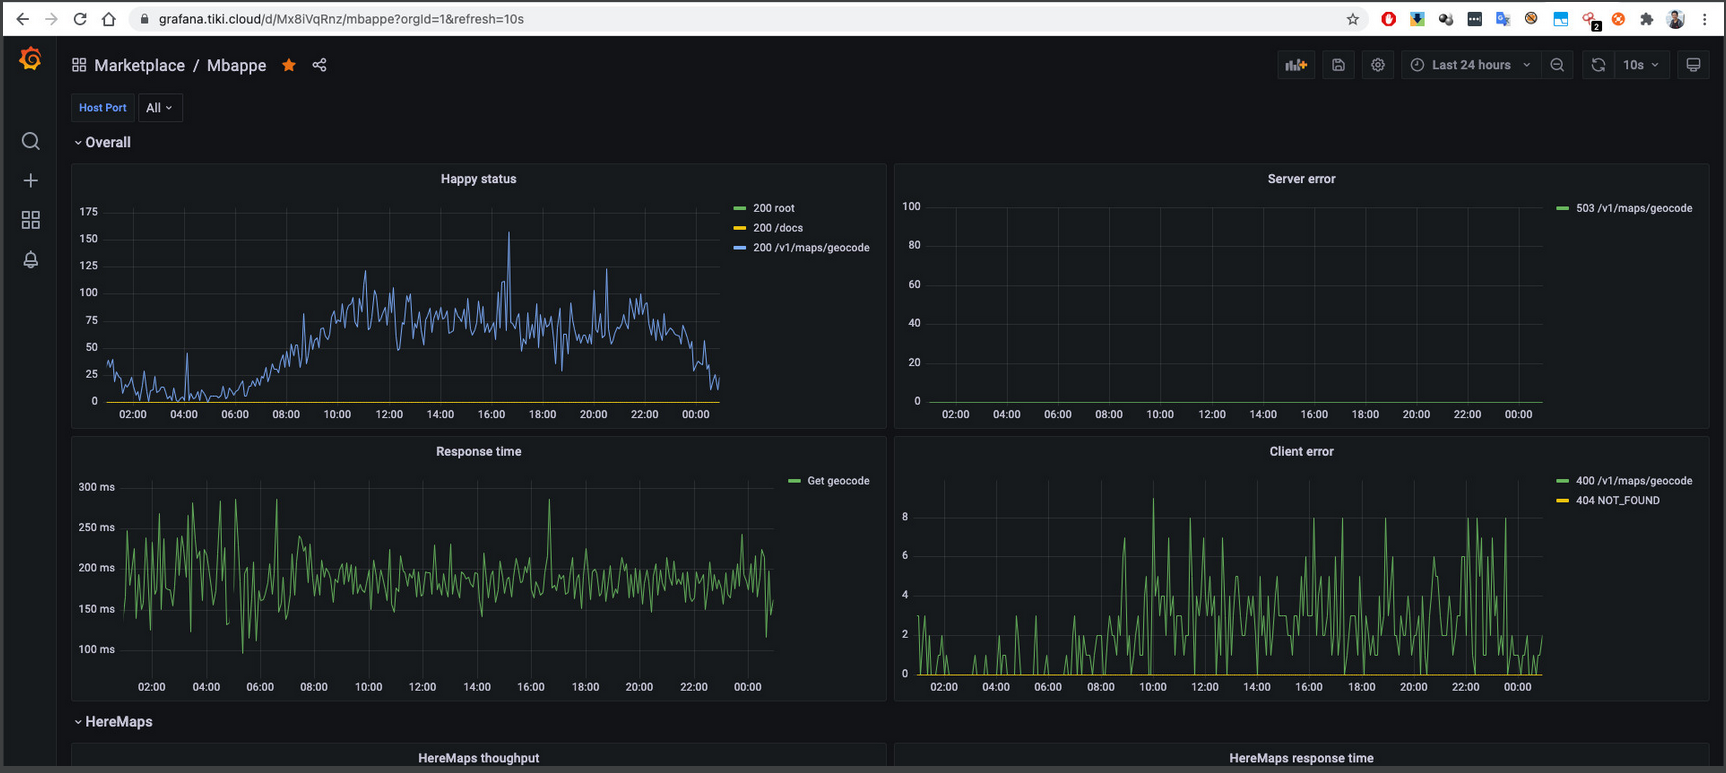 grafana.tiki.cloud/d/Mx8iVqRnz/mbappe?orgId=1&refresh=10s
2
Marketplace / Mbappe
Last 24 hours
10s
Host Port All
Overall
Happy status
175
150
125
100
75
50
25
0
02:00 04:00 06:00 08:00 10:00 12:00 14:00 16:00 18:00 20:00 22:00 00:00
200 root
200 /docs
200 /v1/maps/geocode
Server error
100
80
60
40
20
0
02:00 04:00 06:00 08:00 10:00 12:00 14:00 16:00 18:00 20:00 22:00 00:00
503 /v1/maps/geocode
Response time
300 ms
250 ms
200 ms
150 ms
100 ms
02:00 04:00 06:00 08:00 10:00 12:00 14:00 16:00 18:00 20:00 22:00 00:00
Get geocode
Client error
8
6
4
2
0
02:00 04:00 06:00 08:00 10:00 12:00 14:00 16:00 18:00 20:00 22:00 00:00
400 /v1/maps/geocode
404 NOT_FOUND
HereMaps
HereMaps thoughput
HereMaps response time